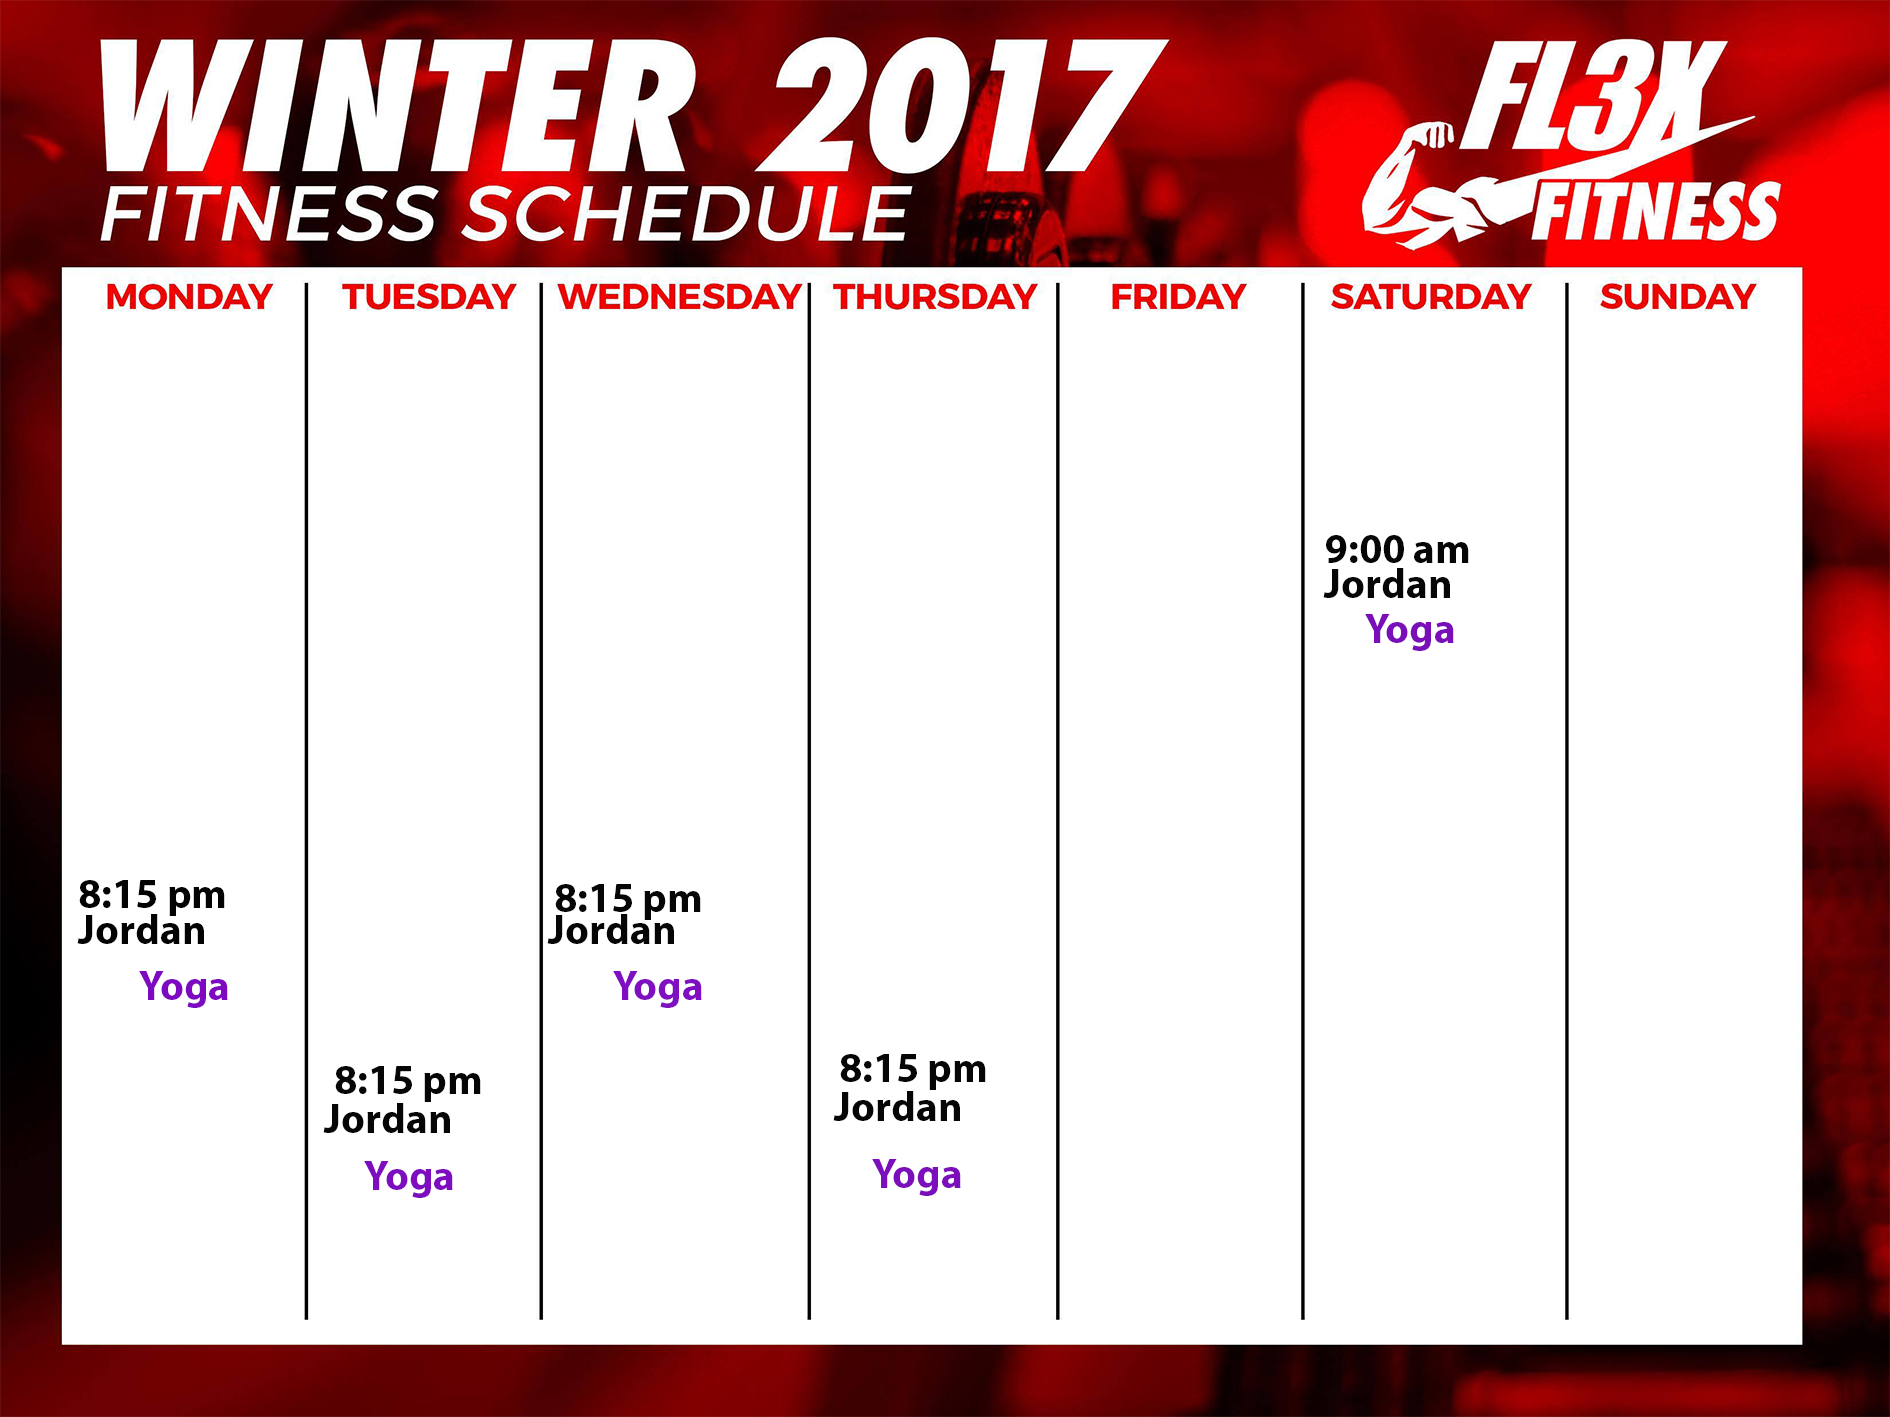 WINTER 2017
FITNESS SCHEDULE
FL3X
FITNESS
MONDAY
TUESDAY
WEDNESDAY
THURSDAY
FRIDAY
SATURDAY
SUNDAY
8:15 pm
Jordan
Yoga
8:15 pm
Jordan
Yoga
8:15 pm
Jordan
Yoga
8:15 pm
Jordan
Yoga
9:00 am
Jordan
Yoga